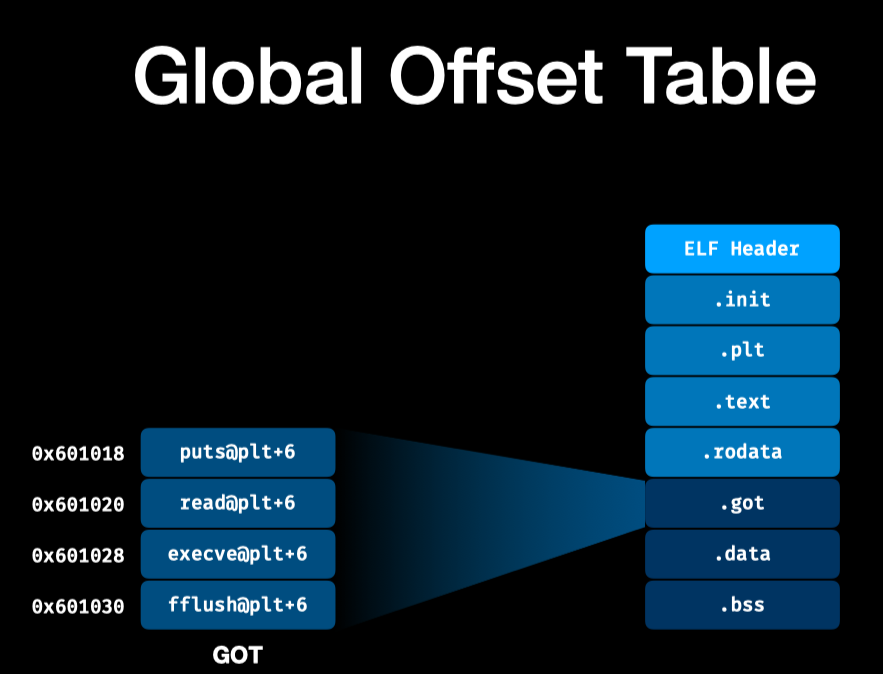 Global Offset Table
ELF Header
.init
.plt
.text
.rodata
.got
.data
.bss
0x601018 puts@plt+6
0x601020 read@plt+6
0x601028 execve@plt+6
0x601030 fflush@plt+6
GOT